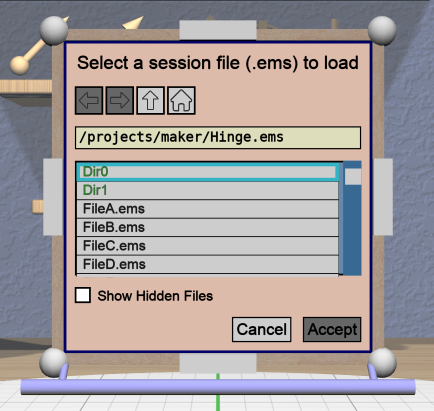 Select a session file (.ems) to load
/projects/maker/Hinge.ems
Dir0
Dir1
FileA.ems
FileB.ems
FileC.ems
FileD.ems
Show Hidden Files
Cancel Accept